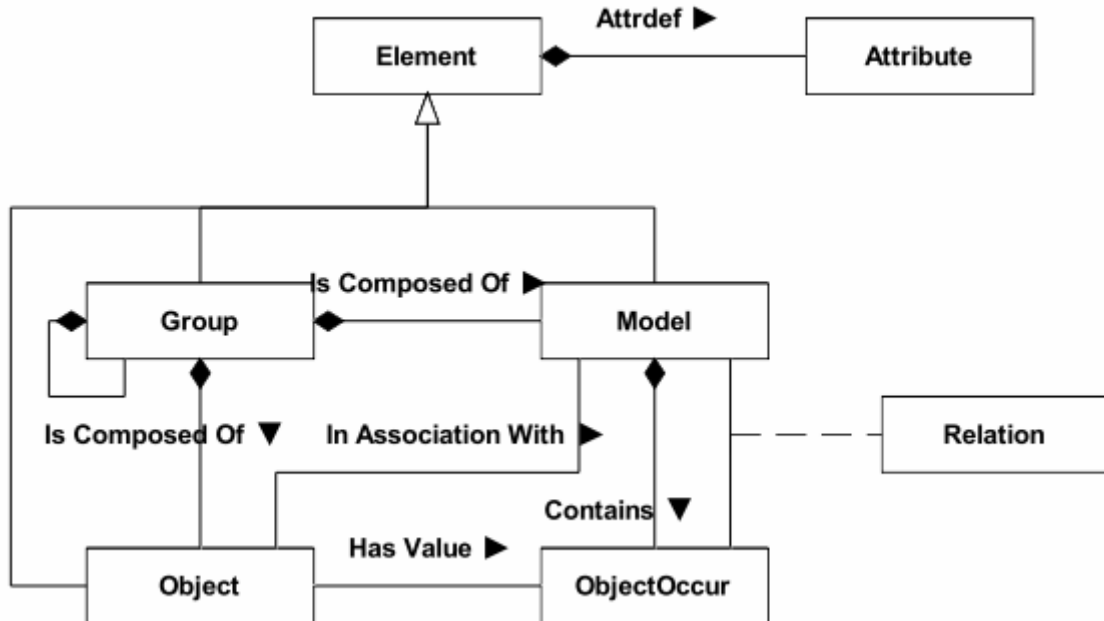 Attrdef ▶
Element
Attribute
Is Composed Of ▶
Group
Model
Is Composed Of ▼
In Association With ▶
Relation
Contains ▼
Has Value ▶
Object
ObjectOccur